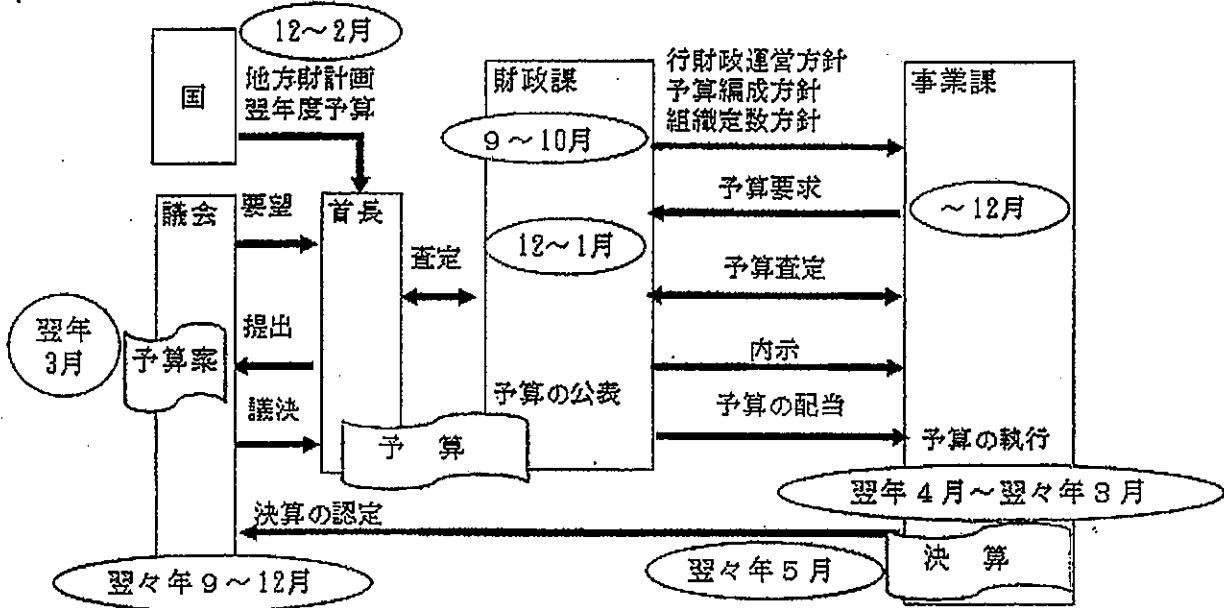 12～2月
国
地方財計画
翌年度予算
財政課
行財政運営方針
予算編成方針
組織定数方針
事業課
9～10月
予算要求
～12月
議会
要望
首長
12～1月
査定
予算査定
翌年
3月
予算案
提出
内示
予算の公表
議決
予算の配当
予算
予算の執行
翌年4月～翌々年3月
決算の認定
決算
翌々年5月
翌々年9～12月